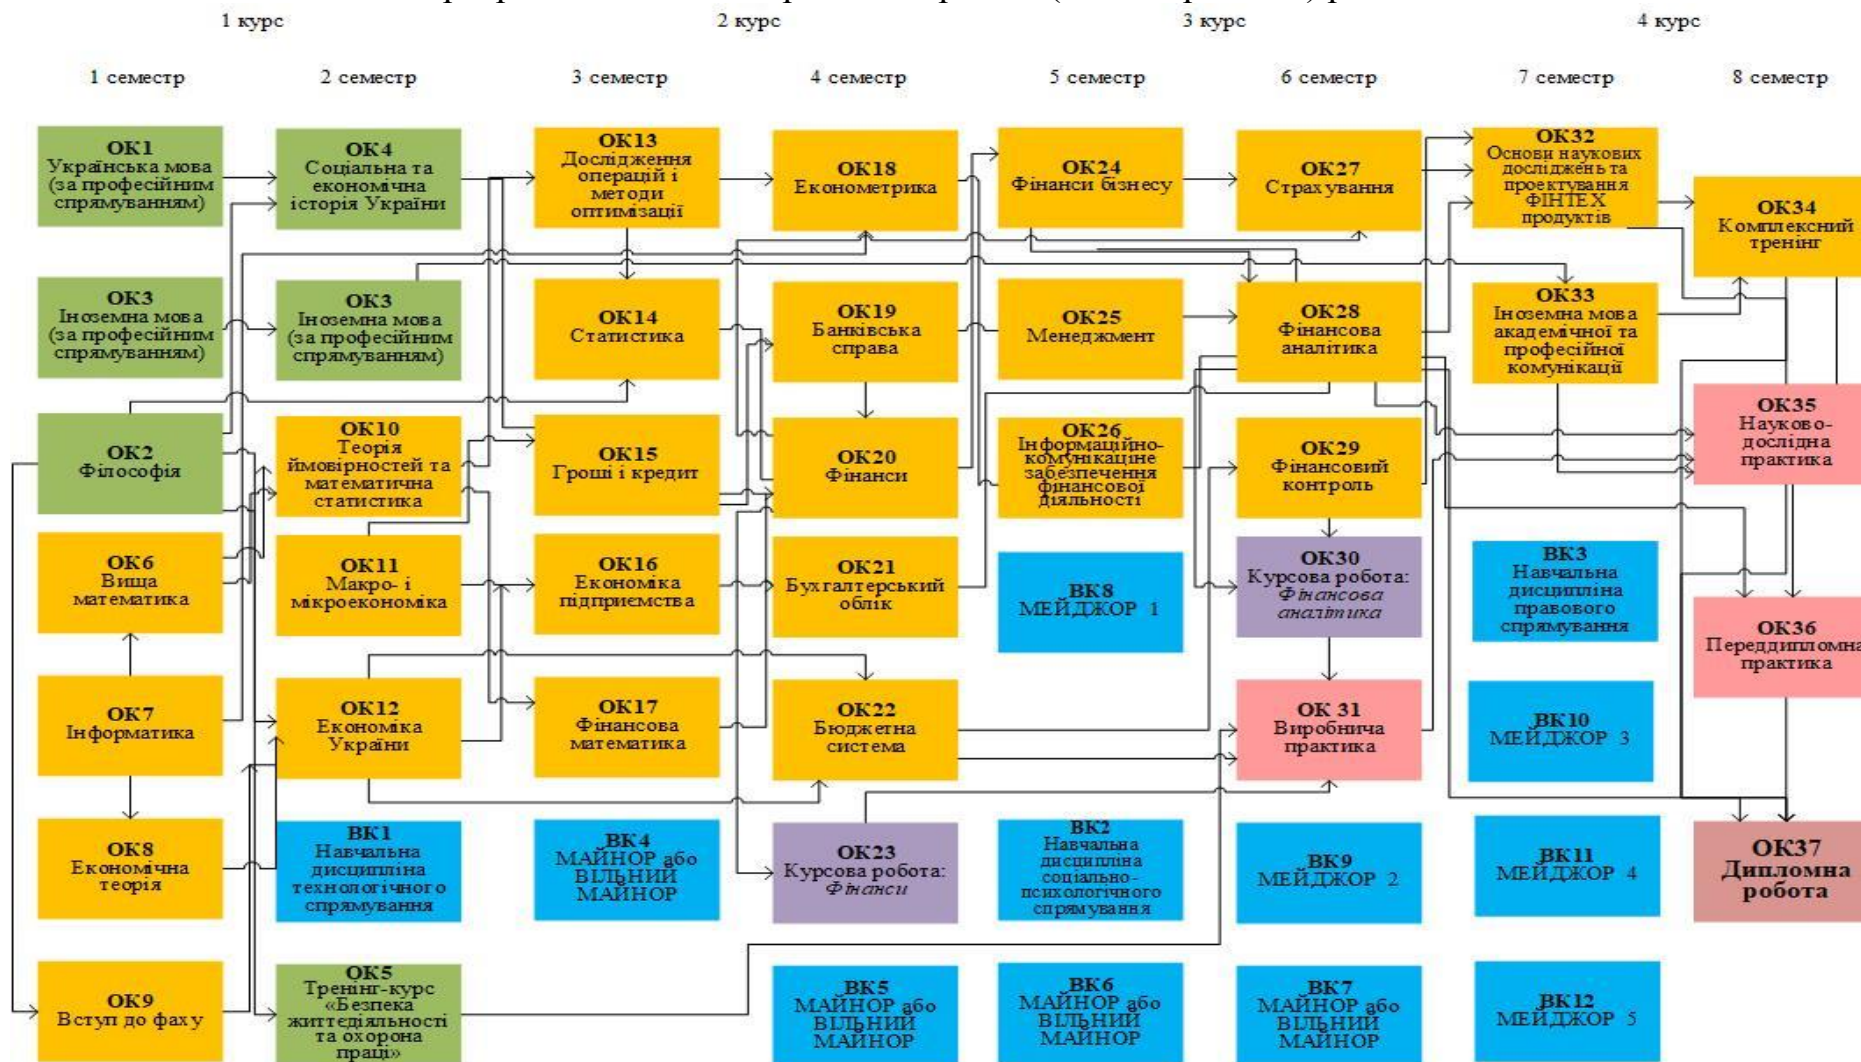 1 курс
2 курс
3 курс
4 курс
1 семестр
2 семестр
3 семестр
4 семестр
5 семестр
6 семестр
7 семестр
8 семестр
ОК1
Українська мова
(за професійним
спрямуванням)
ОК3
Іноземна мова
(за професійним
спрямуванням)
ОК2
Філософія
ОК6
Вища
математика
ОК7
Інформатика
ОК8
Економічна
теорія
ОК9
Вступ до фаху
ОК4
Соціальна та
економічна
історія України
ОК3
Іноземна мова
(за професійним
спрямуванням)
ОК10
Теорія
ймовірностей та
математична
статистика
ОК11
Макро- і
мікроекономіка
ОК12
Економіка
України
ВК1
Навчальна
дисципліна
технологічного
спрямування
ОК5
Тренінг-курс
«Безпека
життєдіяльності
та охорона
праці»
ОК13
Дослідження
операцій і
методи
оптимізації
ОК14
Статистика
ОК15
Гроші і кредит
ОК16
Економіка
підприємства
ОК17
Фінансова
математика
ВК4
МАЙНОР або
ВІЛЬНИЙ
МАЙНОР
ОК18
Економетрика
ОК19
Банківська
справа
ОК20
Фінанси
ОК21
Бухгалтерський
облік
ОК22
Бюджетна
система
ОК23
Курсова робота:
Фінанси
ВК5
МАЙНОР або
ВІЛЬНИЙ
МАЙНОР
ОК24
Фінанси бізнесу
ОК25
Менеджмент
ОК26
Інформаційно-
комунікаціне
забезпечення
фінансової
діяльності
ВК8
МЕЙДЖОР 1
ВК2
Навчальна
дисципліна
соціально-
психологічного
спрямування
ВК6
МАЙНОР або
ВІЛЬНИЙ
МАЙНОР
ОК27
Страхування
ОК28
Фінансова
аналітика
ОК29
Фінансовий
контроль
ОК30
Курсова робота:
Фінансова
аналітика
ОК 31
Виробнича
практика
ВК9
МЕЙДЖОР 2
ВК7
МАЙНОР або
ВІЛЬНИЙ
МАЙНОР
ОК32
Основи наукових
досліджень та
проектування
ФІНТЕХ
продуктів
ОК33
Іноземна мова
академічної та
професійної
комунікації
ВК3
Навчальна
дисципліна
правового
спрямування
ВК10
МЕЙДЖОР 3
ВК11
МЕЙДЖОР 4
ВК12
МЕЙДЖОР 5
ОК34
Комплексний
тренінг
ОК35
Науково-
дослідна
практика
ОК36
Переддипломна
практика
ОК37
Дипломна
робота